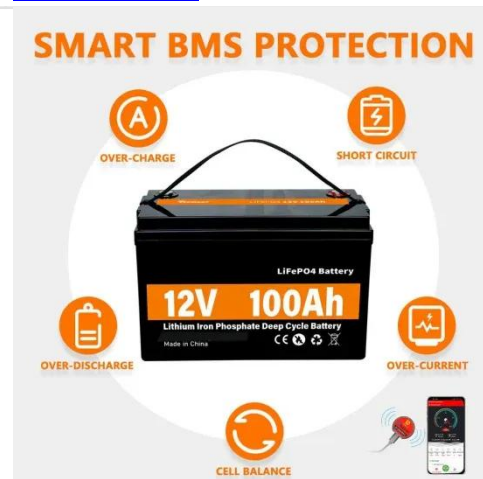 SMART BMS PROTECTION
OVER-CHARGE
SHORT CIRCUIT
LiFePO4 Battery
12V 100Ah
Lithium Iron Phosphate Deep Cycle Battery
Made in China
CE
OVER-DISCHARGE
OVER-CURRENT
CELL BALANCE